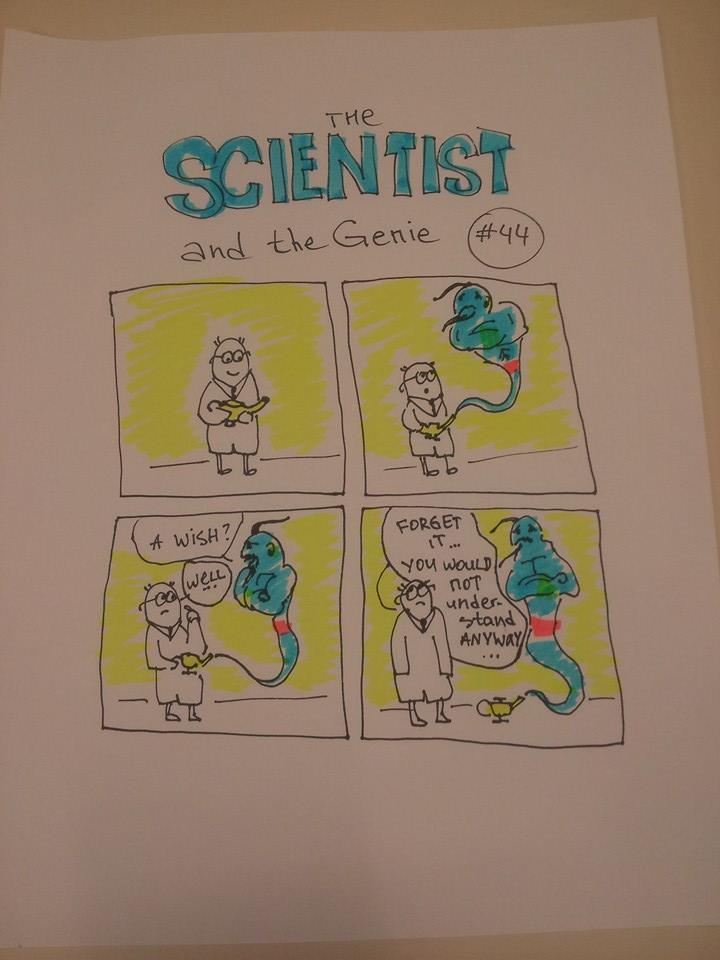 THE
SCIENTIST
and the Genie
#44
A WISH?
WELL
...
FORGET
IT...
YOU WOULD
not
under-
stand
ANYWAY
...